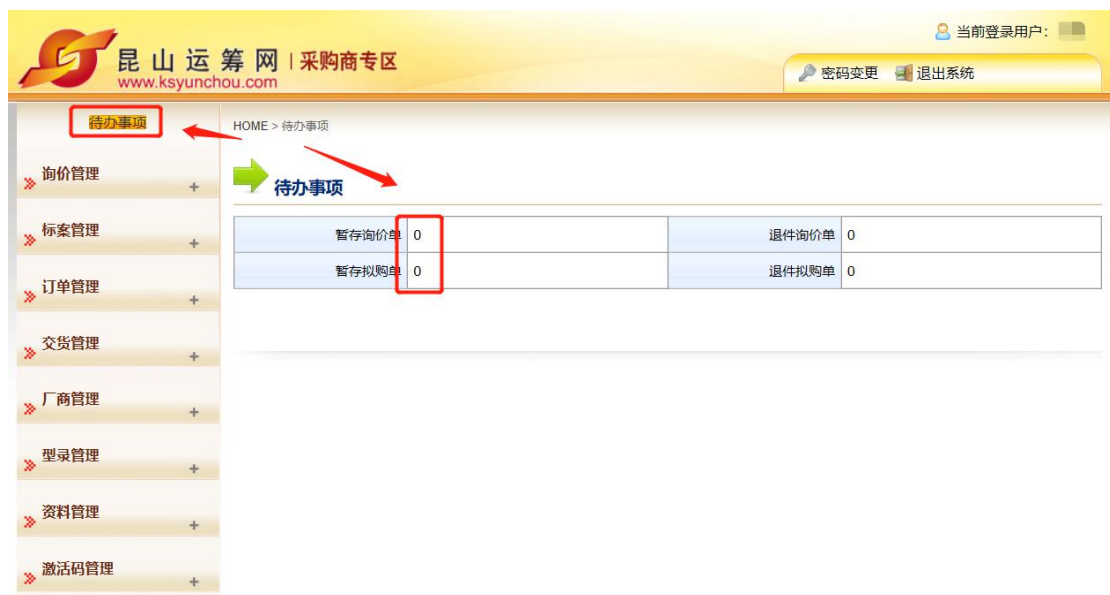 当前登录用户：
昆山运筹网 | 采购商专区
www.ksyunchou.com
密码变更 退出系统
待办事项
HOME > 待办事项
询价管理 +
待办事项
标案管理 +
暂存询价单 0 退件询价单 0
暂存拟购单 0 退件拟购单 0
订单管理 +
交货管理 +
厂商管理 +
型录管理 +
资料管理 +
激活码管理 +